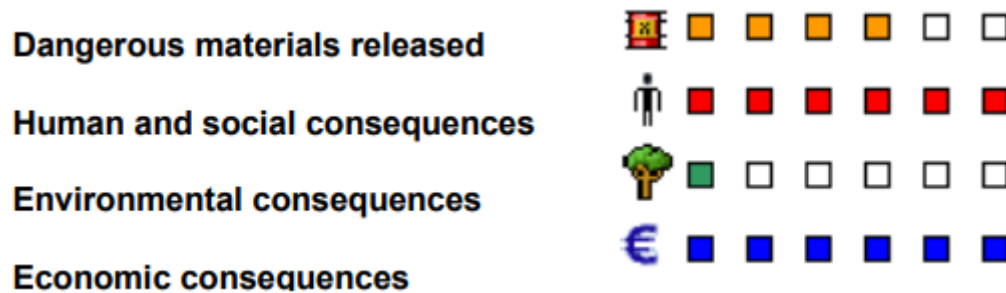 Dangerous materials released
Human and social consequences
Environmental consequences
€
Economic consequences